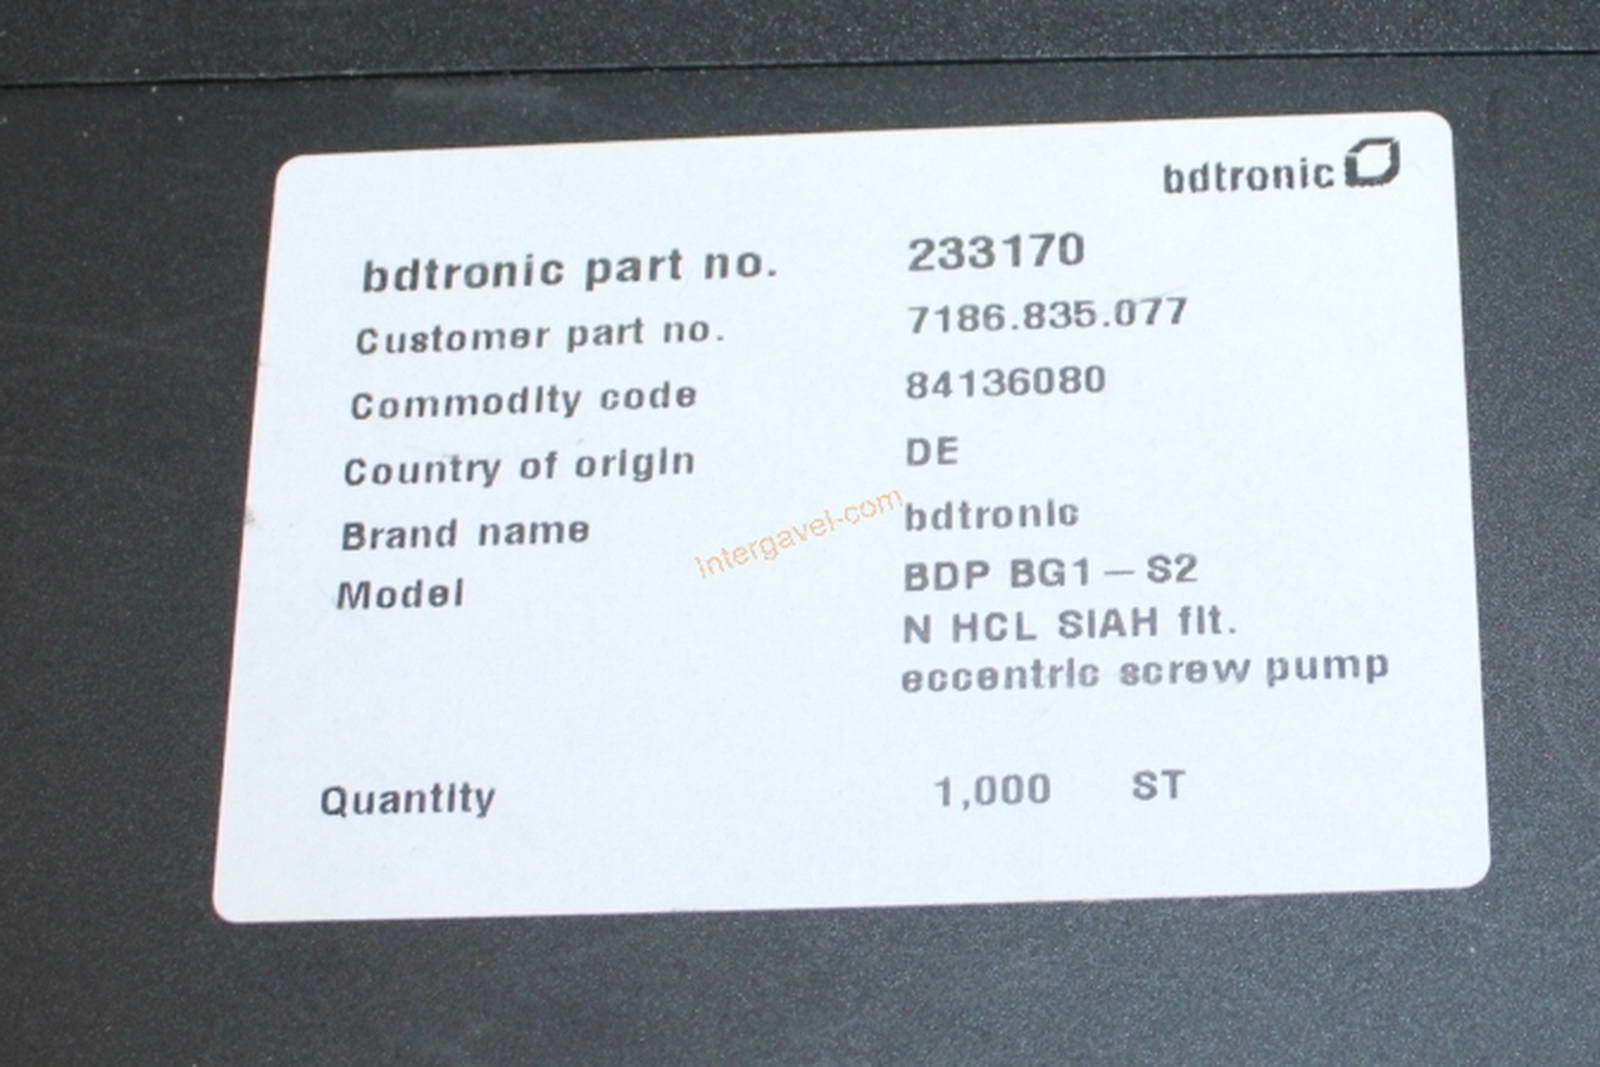 bdtronic
bdtronic part no. 233170
Customer part no. 7186.835.077
Commodity code 84136080
Country of origin DE
Brand name bdtronic
Model BDP BG1 – S2
N HCL SIAH fit.
eccentric screw pump
Quantity 1,000 ST
Intergavel-com